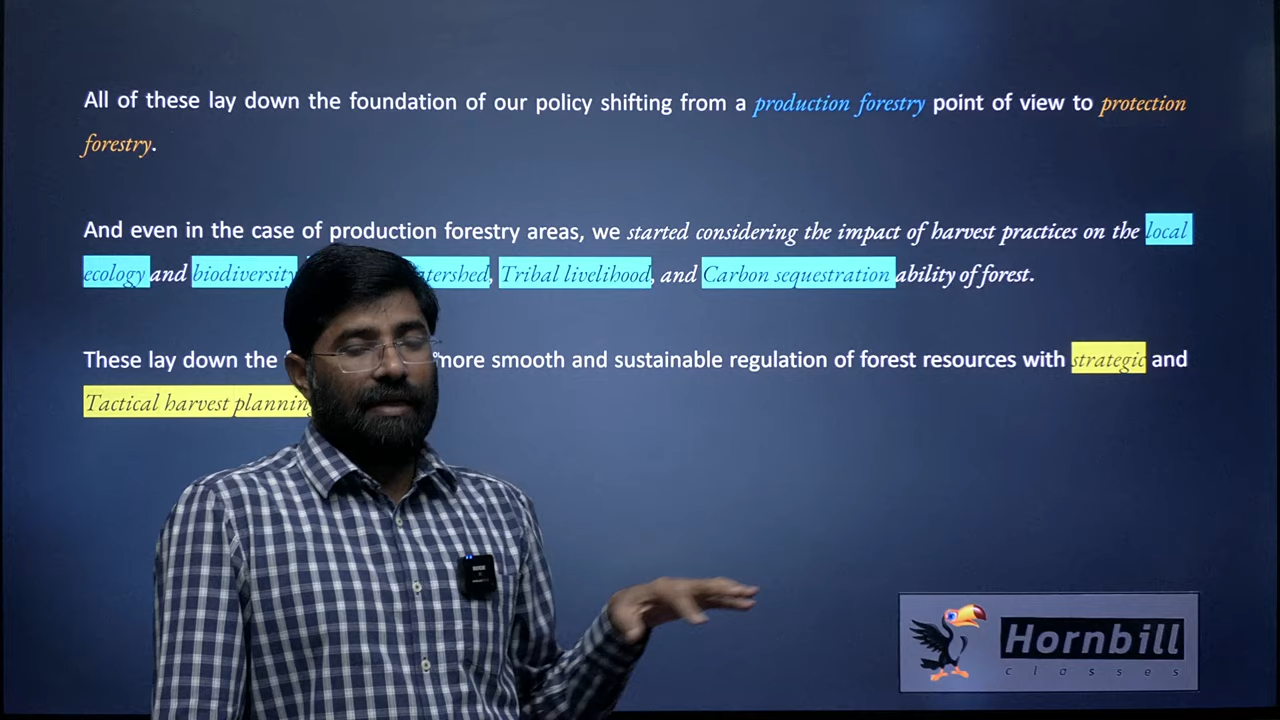 All of these lay down the foundation of our policy shifting from a production forestry point of view to protection
forestry.
And even in the case of production forestry areas, we started considering the impact of harvest practices on the local
ecology and biodiversity, Tribal livelihood, and Carbon sequestration ability of forest.
These lay down the more smooth and sustainable regulation of forest resources with strategic and
Tactical harvest planning
Hornbill
classes